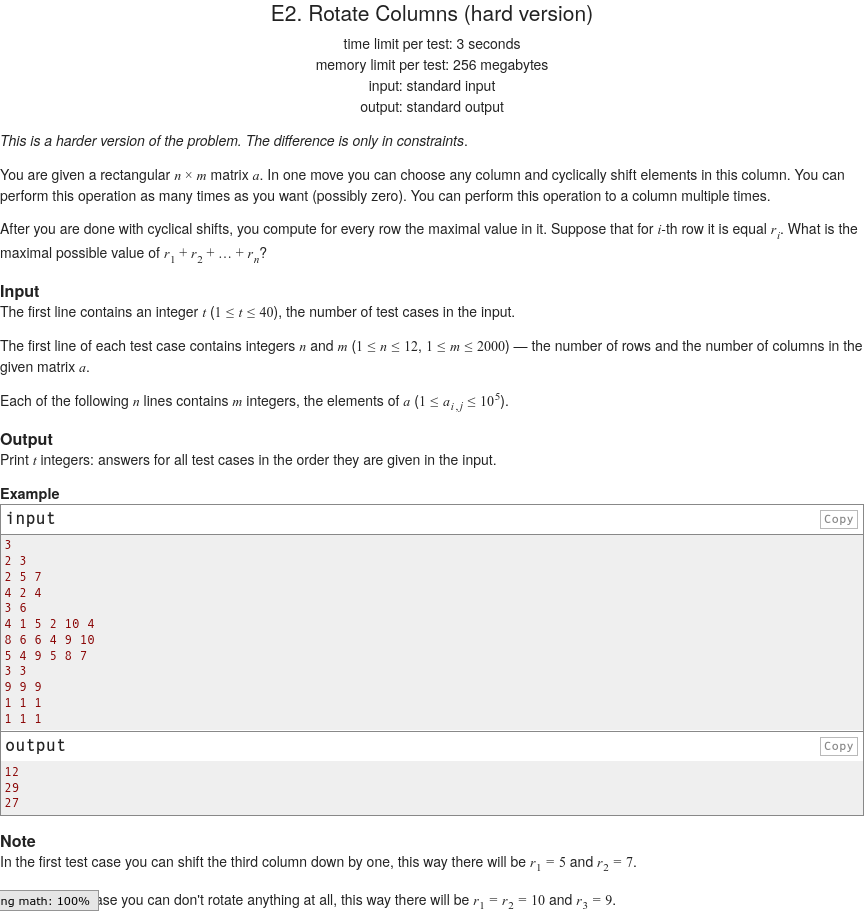 E2. Rotate Columns (hard version)
time limit per test: 3 seconds
memory limit per test: 256 megabytes
input: standard input
output: standard output
This is a harder version of the problem. The difference is only in constraints.
You are given a rectangular n × m matrix a. In one move you can choose any column and cyclically shift elements in this column. You can
perform this operation as many times as you want (possibly zero). You can perform this operation to a column multiple times.
After you are done with cyclical shifts, you compute for every row the maximal value in it. Suppose that for i-th row it is equal r_i. What is the
maximal possible value of r_1 + r_2 + … + r_n?
Input
The first line contains an integer t (1 ≤ t ≤ 40), the number of test cases in the input.
The first line of each test case contains integers n and m (1 ≤ n ≤ 12, 1 ≤ m ≤ 2000) — the number of rows and the number of columns in the
given matrix a.
Each of the following n lines contains m integers, the elements of a (1 ≤ a_{i,j} ≤ 10^5).
Output
Print t integers: answers for all test cases in the order they are given in the input.
Example
input
Copy
3
2 3
2 5 7
4 2 4
3 6
4 1 5 2 10 4
8 6 6 4 9 10
5 4 9 5 8 7
3 3
9 9 9
1 1 1
1 1 1
output
Copy
12
29
27
Note
In the first test case you can shift the third column down by one, this way there will be r_1 = 5 and r_2 = 7.
ng math: 100%
ase you can don't rotate anything at all, this way there will be r_1 = r_2 = 10 and r_3 = 9.